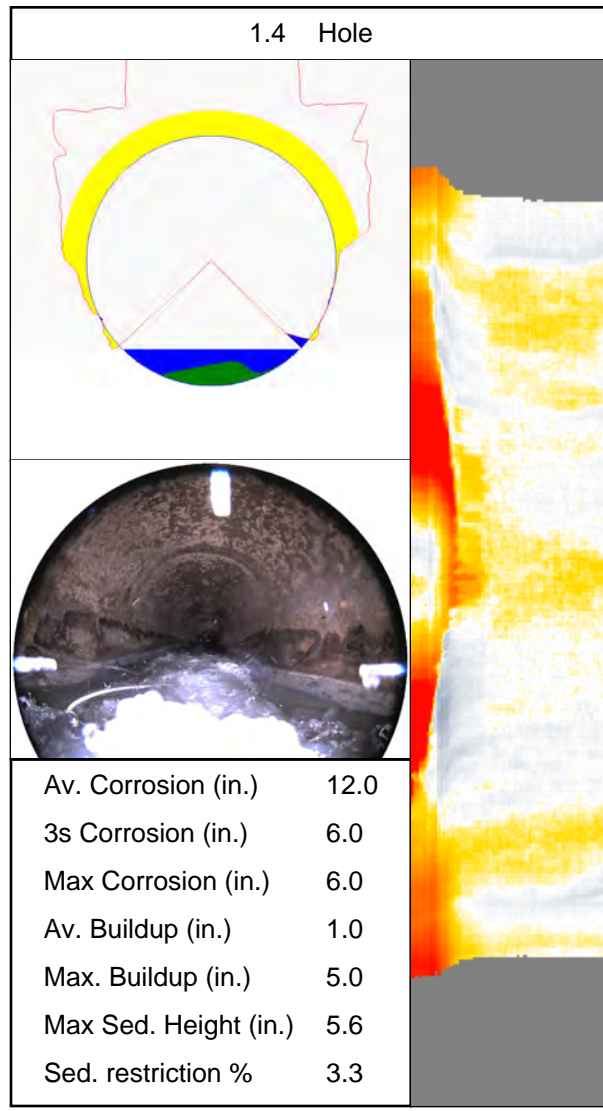 1.4 Hole
Av. Corrosion (in.) 12.0
3s Corrosion (in.) 6.0
Max Corrosion (in.) 6.0
Av. Buildup (in.) 1.0
Max. Buildup (in.) 5.0
Max Sed. Height (in.) 5.6
Sed. restriction % 3.3